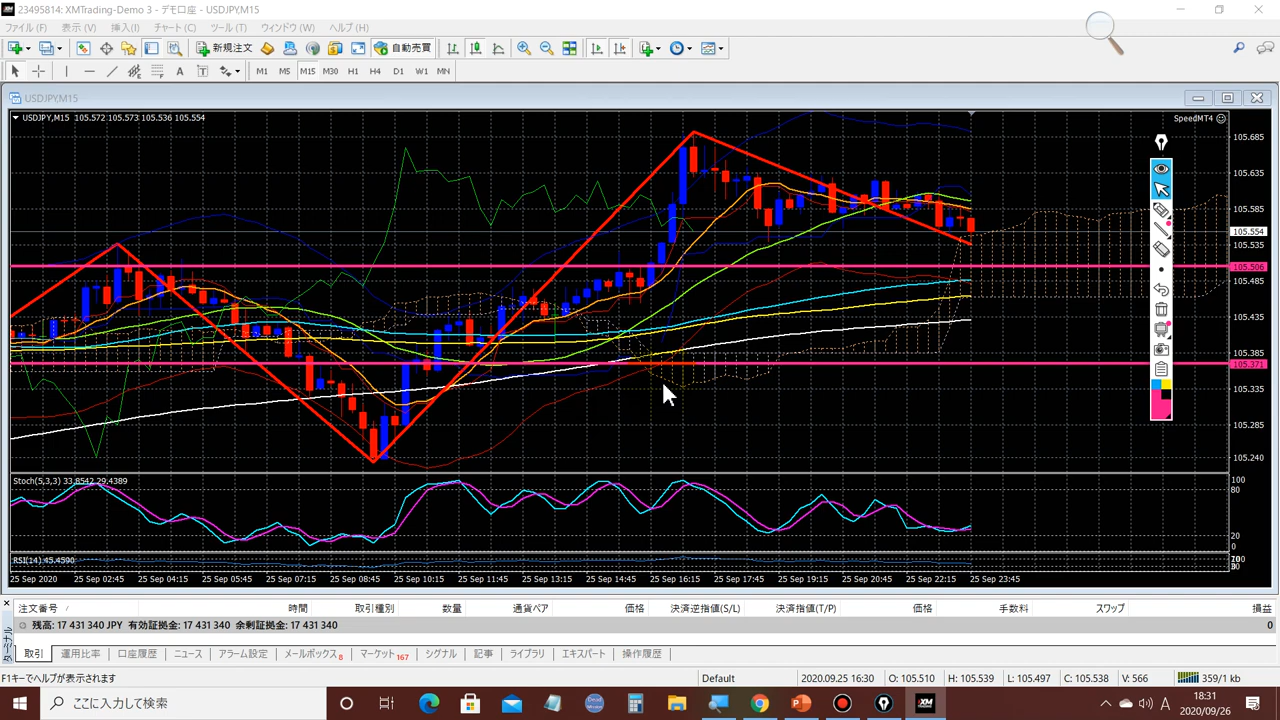 23495814: XMTrading-Demo 3 - デモ口座 - USDJPY,M15
ファイル (F) 表示 (V) 挿入(I) チャート (C) ツール (T) ウィンドウ (W) ヘルプ (H)
新規注文 自動売買
A T M1 M5 M15 M30 H1 H4 D1 W1 MN
USDJPY,M15
USDJPY,M15 105.572 105.573 105.536 105.554
SpeedMT4
105.685
105.635
105.585
105.554
105.535
105.506
105.485
105.435
105.385
105.371
105.335
105.285
105.240
Stoch(5,3,3) 33.8542 29.4389
100
80
20
0
RSI(14) 45.4590
100
25 Sep 2020 25 Sep 02:45 25 Sep 04:15 25 Sep 05:45 25 Sep 07:15 25 Sep 08:45 25 Sep 10:15 25 Sep 11:45 25 Sep 13:15 25 Sep 14:45 25 Sep 16:15 25 Sep 17:45 25 Sep 19:15 25 Sep 20:45 25 Sep 22:15 25 Sep 23:45
注文番号 / 時間 取引種別 数量 通貨ペア 価格 決済逆指値(S/L) 決済指値(T/P) 価格 手数料 スワップ 損益
残高: 17 431 340 JPY 有効証拠金: 17 431 340 余剰証拠金: 17 431 340 0
ターミナル
取引 運用比率 口座履歴 ニュース アラーム設定 メールボックス 8 マーケット 167 シグナル 記事 ライブラリ エキスパート 操作履歴
F1キーでヘルプが表示されます Default 2020.09.25 16:30 O: 105.510 H: 105.539 L: 105.497 C: 105.538 V: 566 359/1 kb
ここに入力して検索 A 18:31
2020/09/26